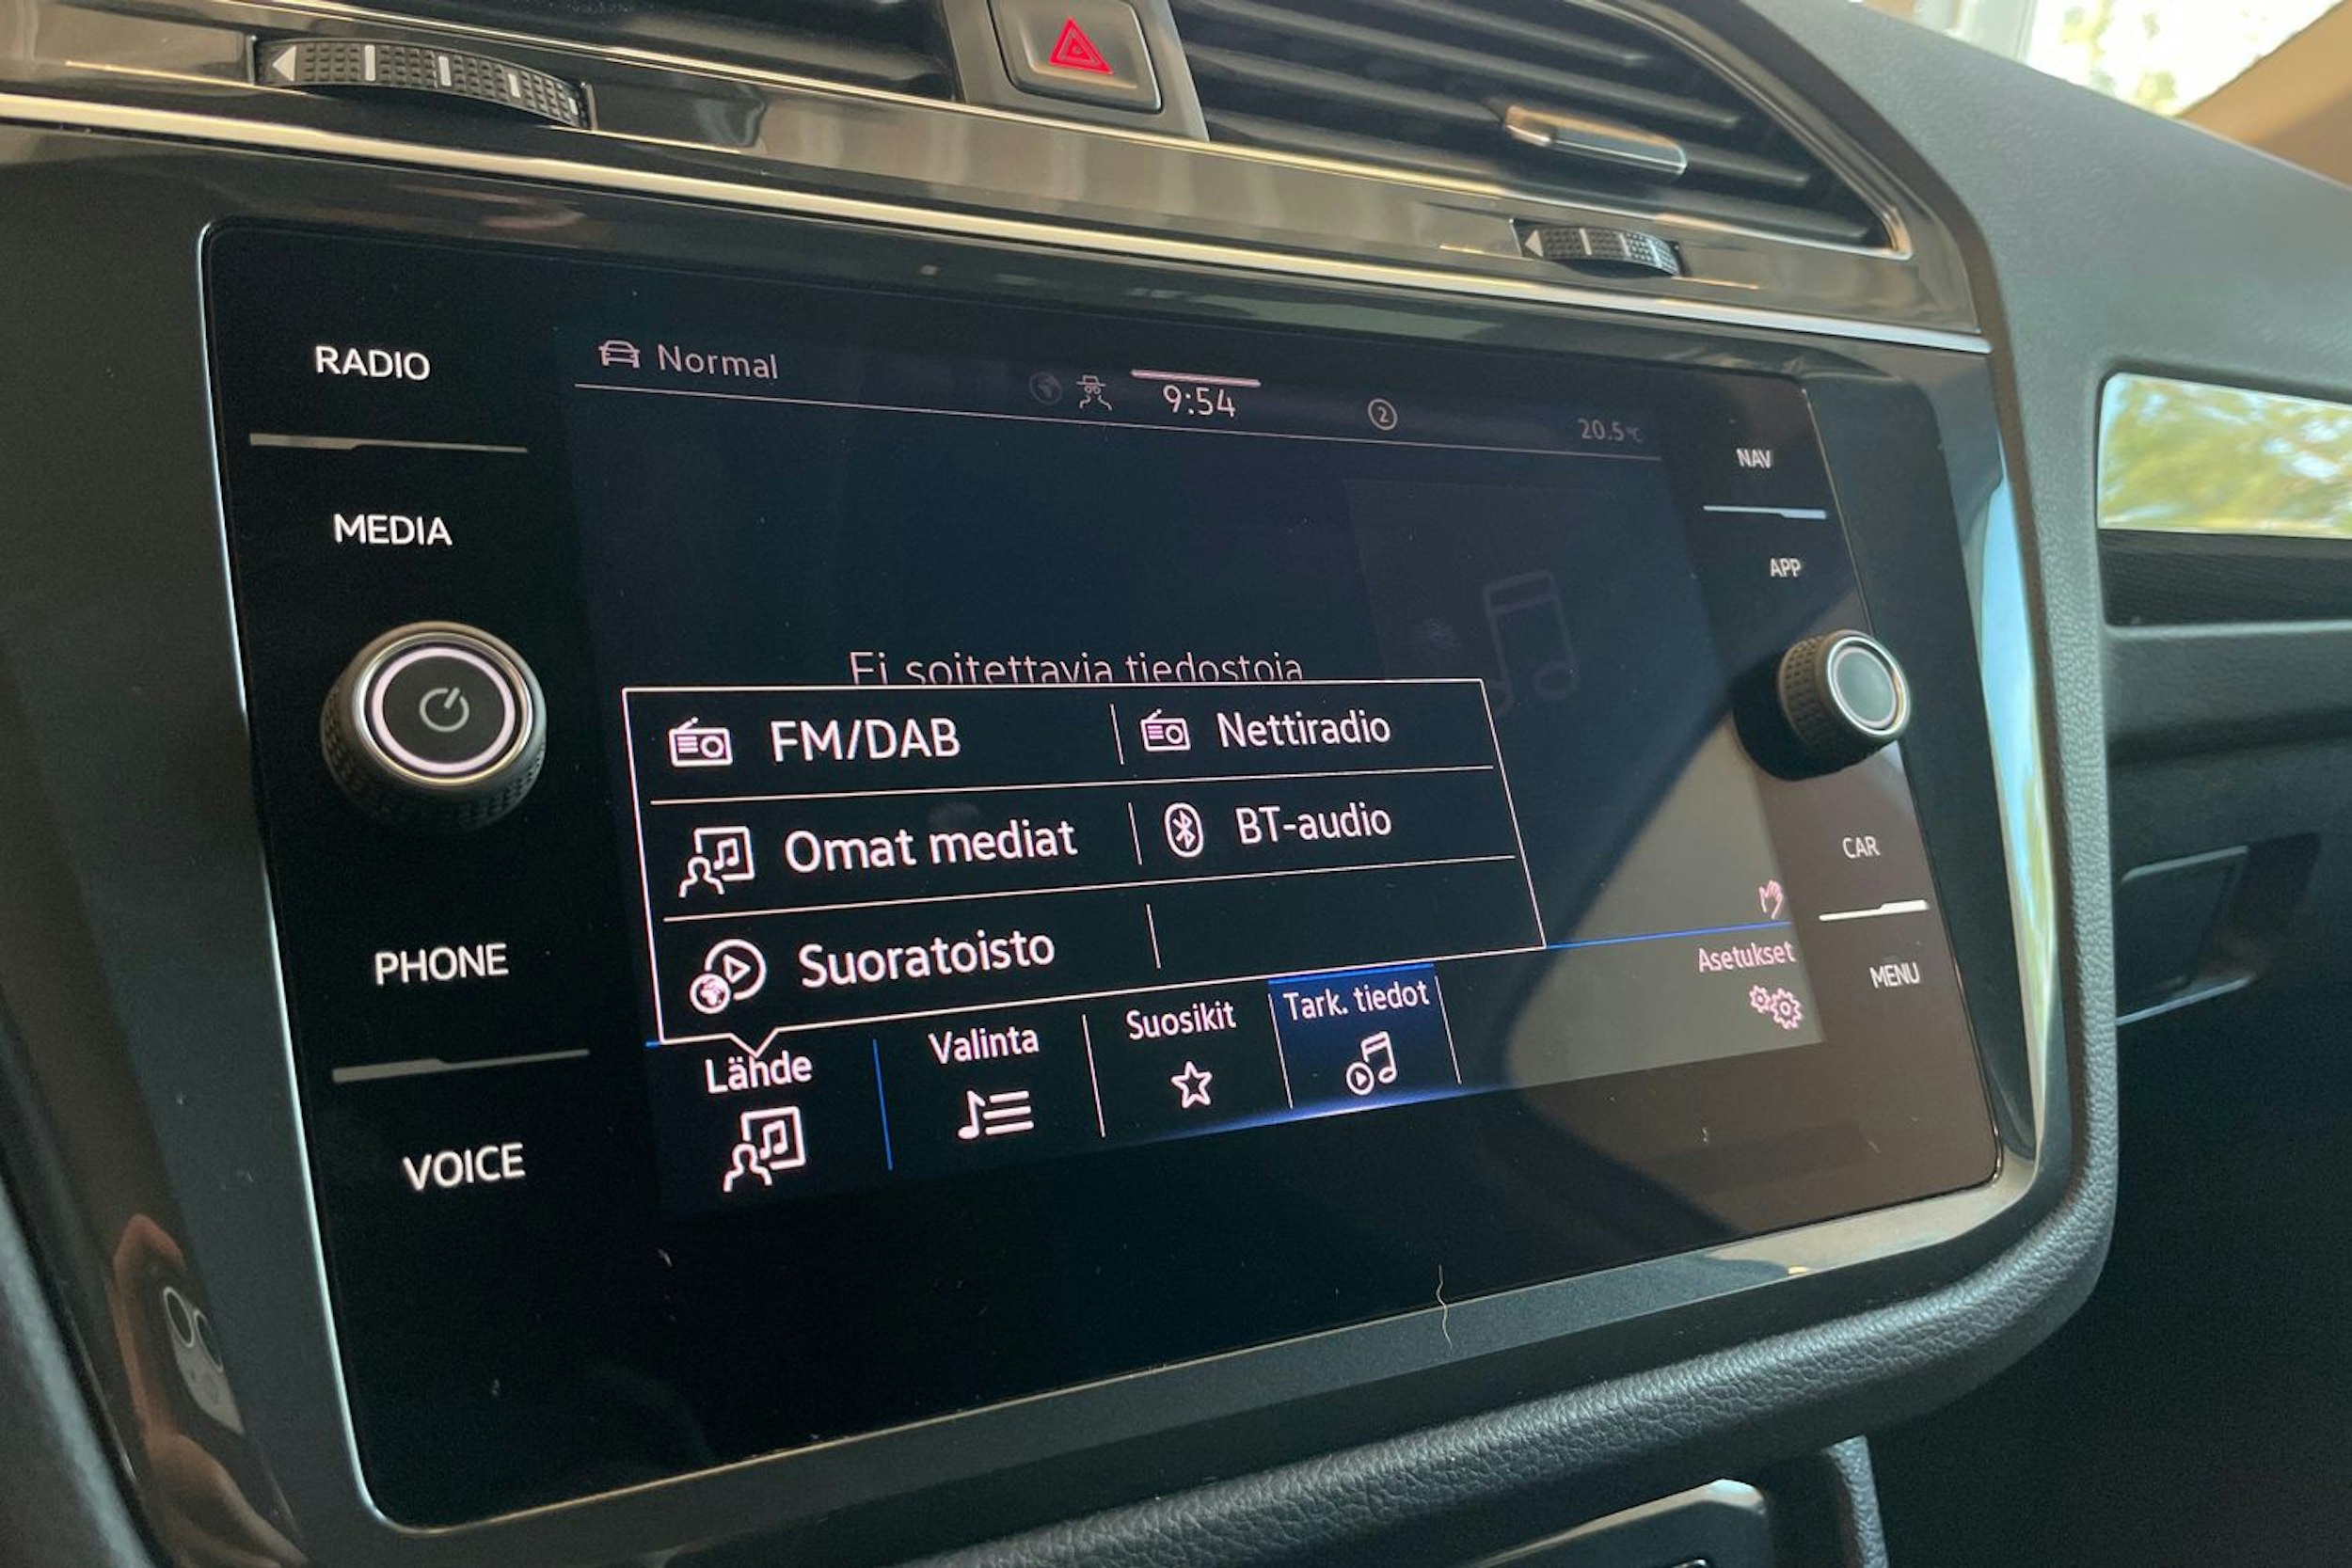 RADIO
MEDIA
PHONE
VOICE
Normal
9:54
2
20.5°C
Ei soitettavia tiedostoja
FM/DAB
Nettiradio
Omat mediat
BT-audio
Suoratoisto
Lähde
Valinta
Suosikit
Tark. tiedot
Asetukset
NAV
APP
CAR
MENU